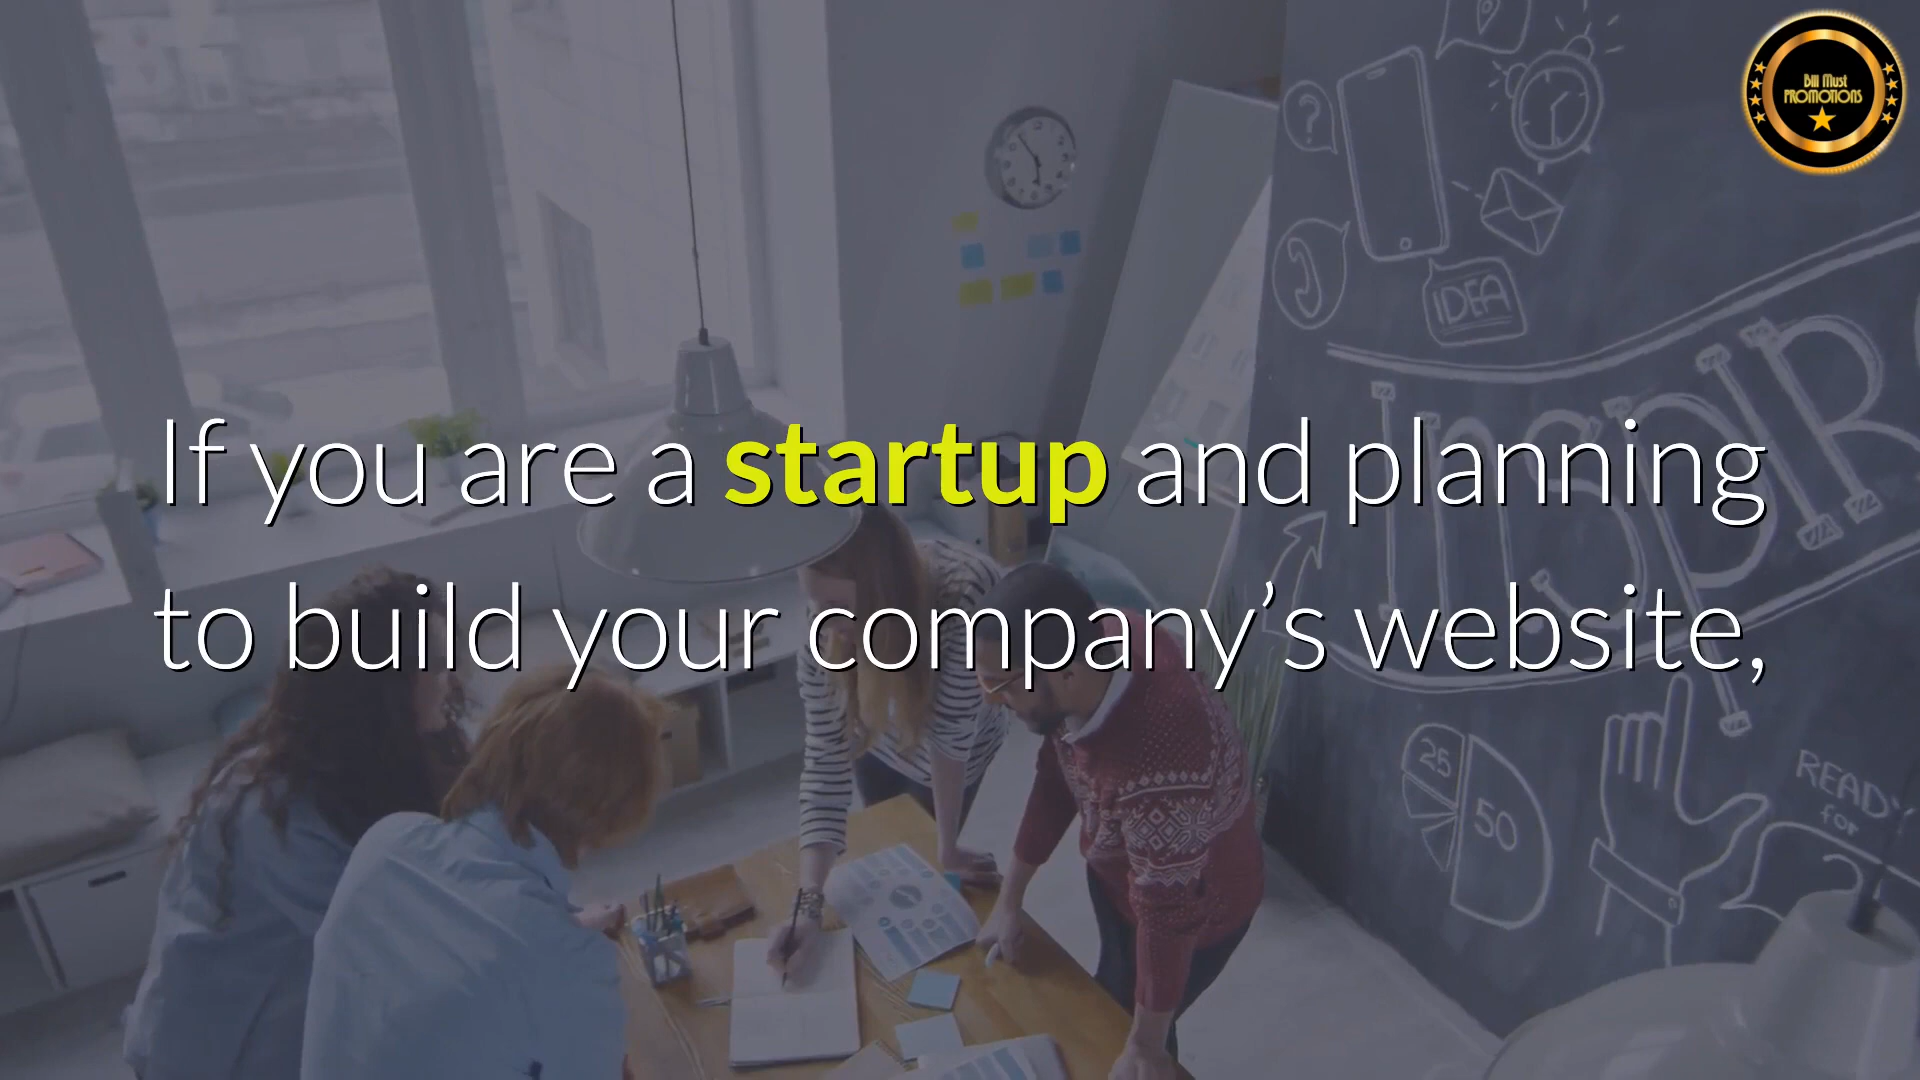 Bill Must
PROMOTIONS
IDEA
INSPIR
If you are a startup and planning
to build your company’s website,
25
50
READY
for